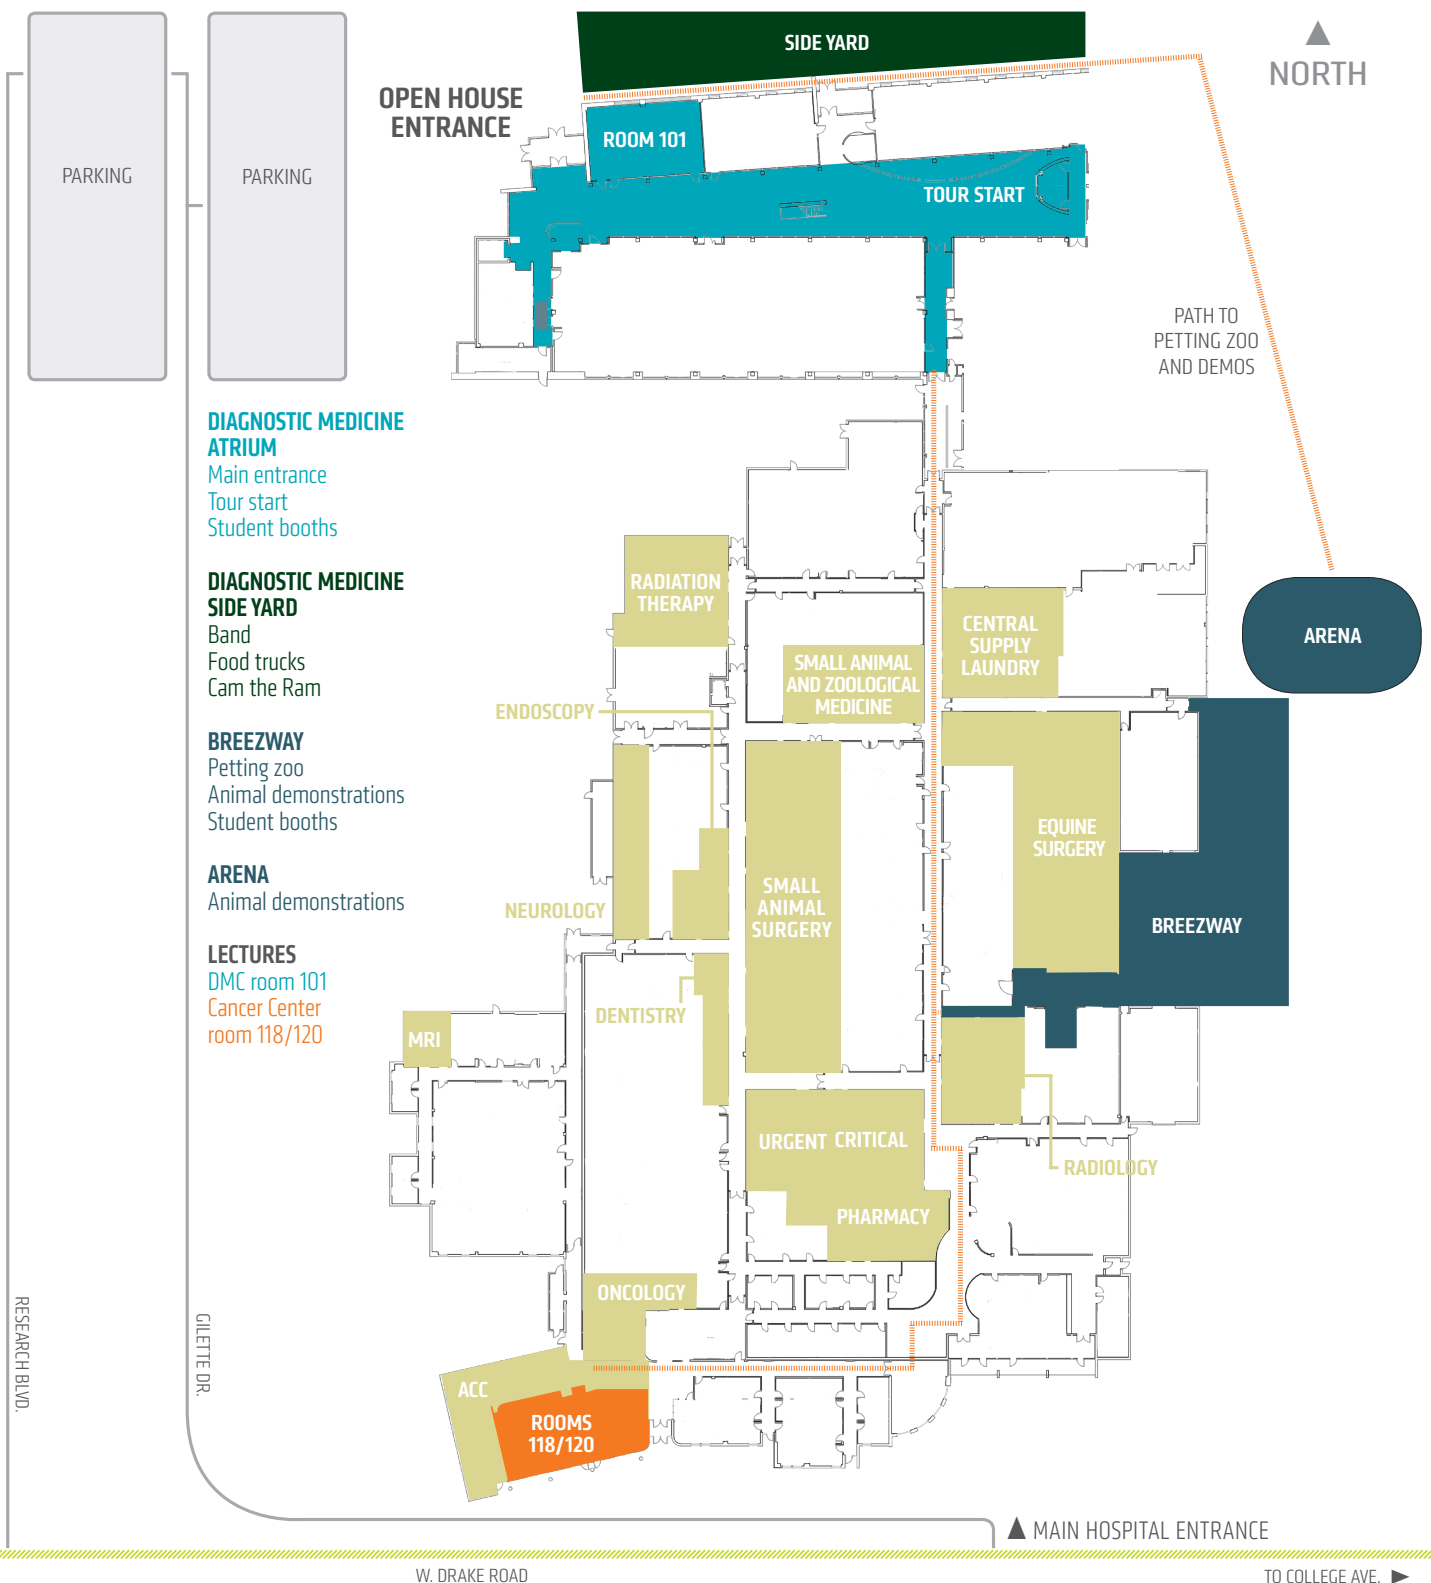 SIDE YARD
NORTH
OPEN HOUSE
ENTRANCE
ROOM 101
PARKING
PARKING
TOUR START
PATH TO
PETTING ZOO
AND DEMOS
DIAGNOSTIC MEDICINE
ATRIUM
Main entrance
Tour start
Student booths
DIAGNOSTIC MEDICINE
SIDE YARD
Band
Food trucks
Cam the Ram
BREEZWAY
Petting zoo
Animal demonstrations
Student booths
ARENA
Animal demonstrations
LECTURES
DMC room 101
Cancer Center
room 118/120
RADIATION
THERAPY
CENTRAL
SUPPLY
LAUNDRY
ARENA
SMALL ANIMAL
AND ZOOLOGICAL
MEDICINE
ENDOSCOPY
EQUINE
SURGERY
SMALL
ANIMAL
SURGERY
NEUROLOGY
BREEZWAY
DENTISTRY
MRI
URGENT CRITICAL
RADIOLOGY
PHARMACY
ONCOLOGY
ACC
ROOMS
118/120
RESEARCH BLVD.
GILETTE DR.
MAIN HOSPITAL ENTRANCE
W. DRAKE ROAD
TO COLLEGE AVE.